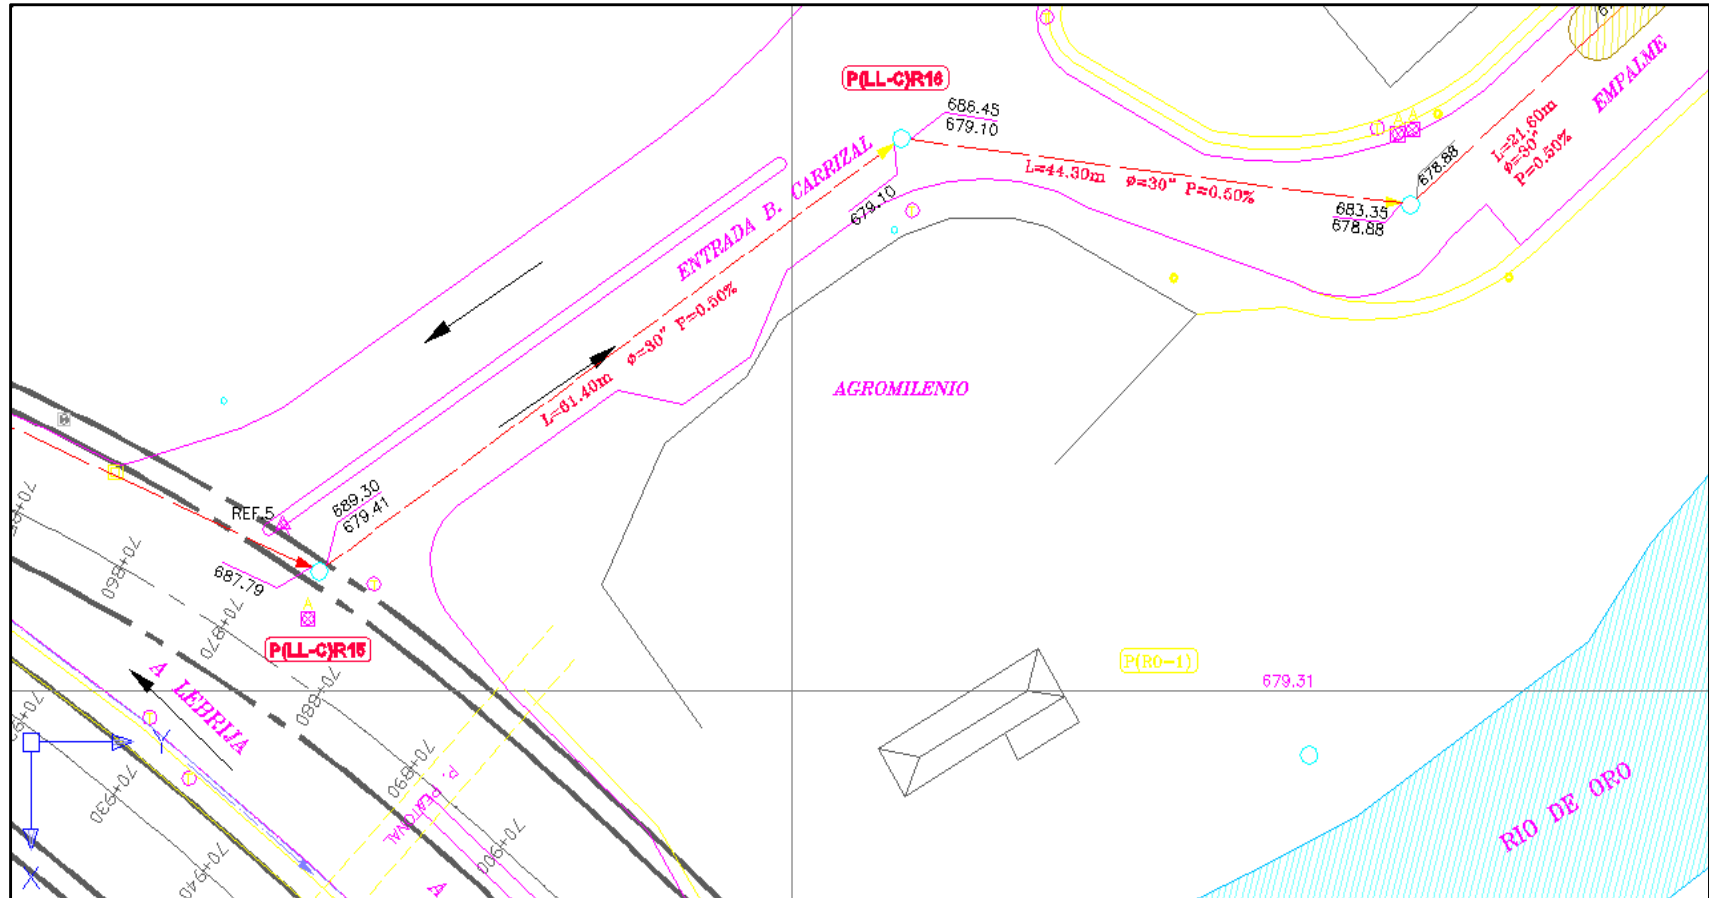 P(LL-C)R16
686.45
679.10
679.10
L=44.30m ø=30" P=0.50%
683.35
678.88
678.88
L=21.60m
ø=30"
P=0.50%
EMPALME
ENTRADA B. CARRIZAL
L=61.40m ø=30" P=0.50%
AGROMILENIO
REF.5
689.30
679.41
687.79
P(LL-C)R15
A
A
A
T
T
T
T
T
70+860
70+870
70+880
70+890
70+900
70+930
70+940
A LEBRIJA
P.
PEATONAL
A
P(RO-1)
679.31
RIO DE ORO
Y
X